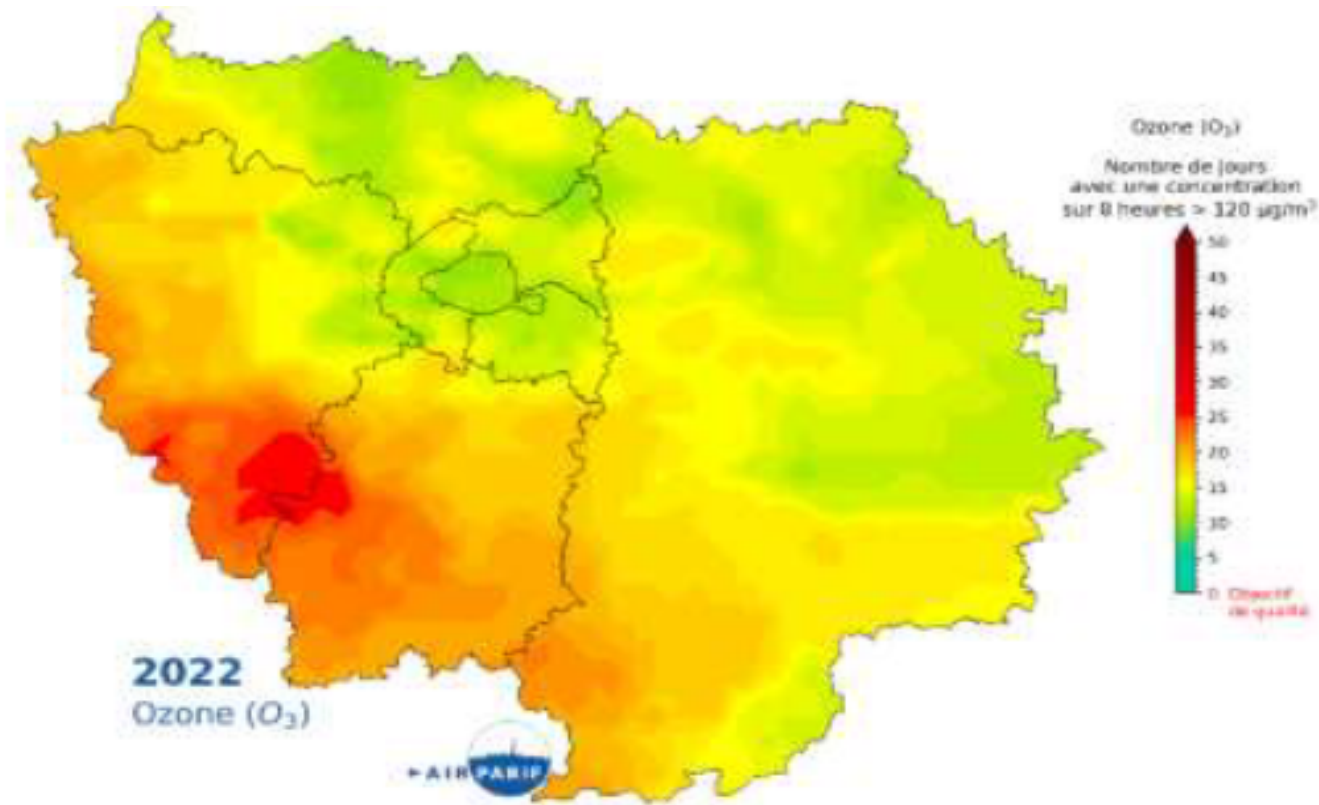 Ozone (O₃)
Nombre de jours
avec une concentration
sur 8 heures > 120 µg/m³
50
45
40
35
30
25
20
15
10
5
0 Objectif
de qualité
2022
Ozone (O₃)
AIRPARIF